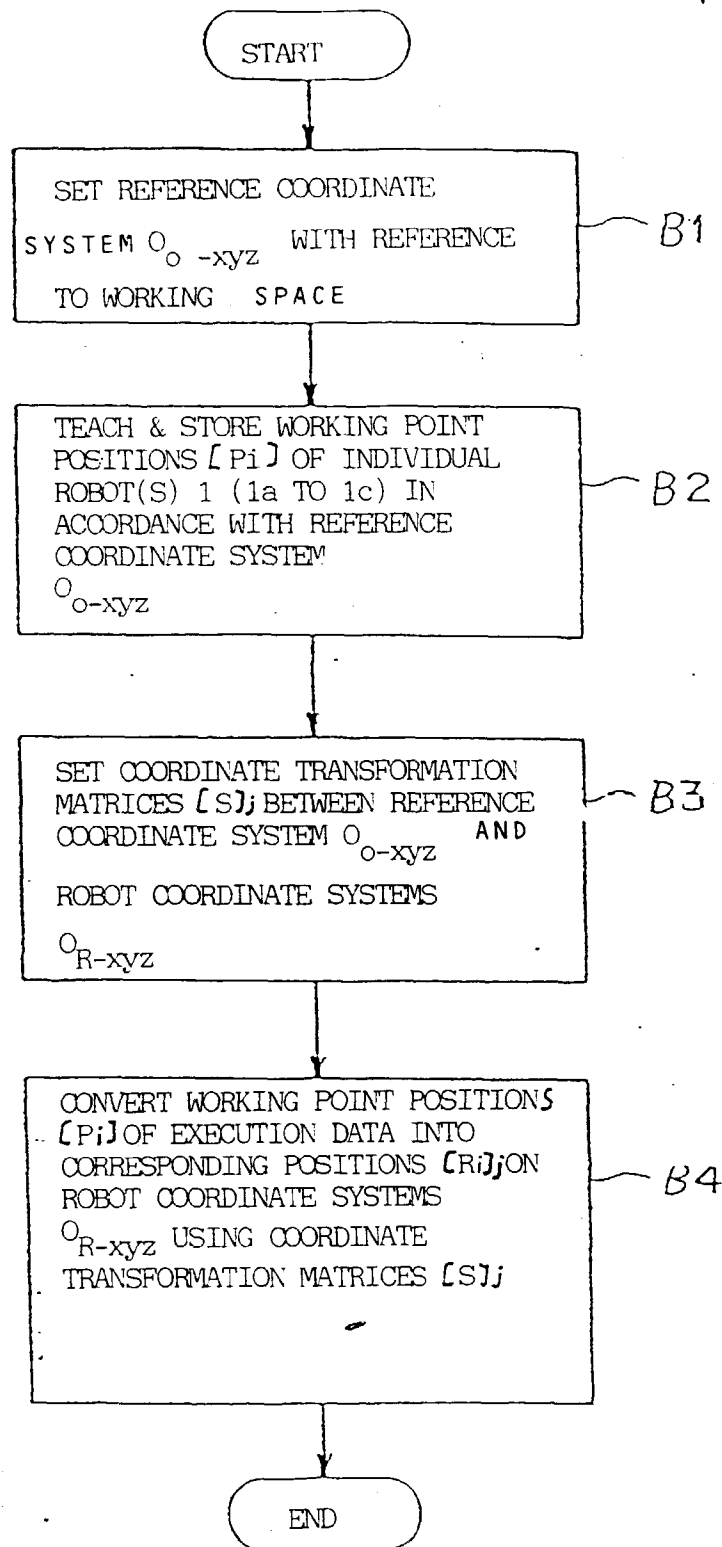 START
SET REFERENCE COORDINATE
SYSTEM Oo-xyz WITH REFERENCE
TO WORKING SPACE
B1
TEACH & STORE WORKING POINT
POSITIONS [Pi] OF INDIVIDUAL
ROBOT(S) 1 (1a TO 1c) IN
ACCORDANCE WITH REFERENCE
COORDINATE SYSTEM
Oo-xyz
B2
SET COORDINATE TRANSFORMATION
MATRICES [S]j BETWEEN REFERENCE
COORDINATE SYSTEM Oo-xyz AND
ROBOT COORDINATE SYSTEMS
OR-xyz
B3
CONVERT WORKING POINT POSITIONS
[Pi] OF EXECUTION DATA INTO
CORRESPONDING POSITIONS [Ri]j ON
ROBOT COORDINATE SYSTEMS
OR-xyz USING COORDINATE
TRANSFORMATION MATRICES [S]j
B4
END